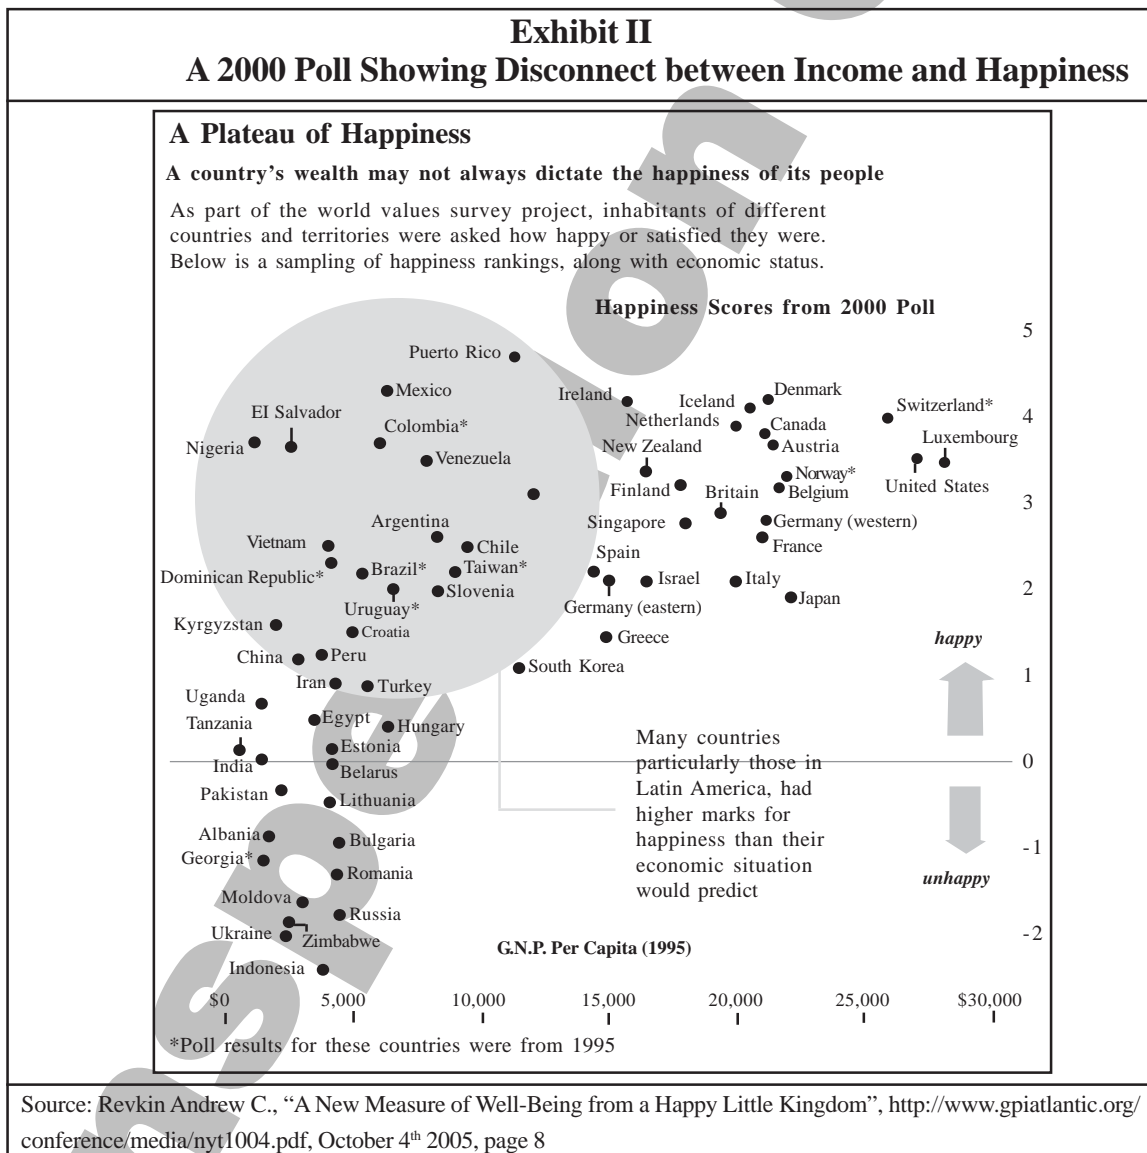 Exhibit II
A 2000 Poll Showing Disconnect between Income and Happiness
A Plateau of Happiness
A country's wealth may not always dictate the happiness of its people
As part of the world values survey project, inhabitants of different
countries and territories were asked how happy or satisfied they were.
Below is a sampling of happiness rankings, along with economic status.
Happiness Scores from 2000 Poll
5
Puerto Rico
Mexico
Ireland
Denmark
Iceland
Switzerland*
EI Salvador
4
Netherlands
Colombia*
Canada
Luxembourg
Nigeria
New Zealand
Austria
Venezuela
Norway*
United States
Finland
Britain
Belgium
3
Argentina
Singapore
Germany (western)
Vietnam
Chile
France
Spain
Dominican Republic*
Brazil*
Taiwan*
Israel
Italy
2
Slovenia
Uruguay*
Germany (eastern)
Japan
Kyrgyzstan
Croatia
Greece
happy
China
Peru
South Korea
1
Iran
Turkey
Uganda
Tanzania
Egypt
Hungary
Estonia
India
Belarus
0
Many countries
particularly those in
Latin America, had
higher marks for
happiness than their
economic situation
would predict
Pakistan
Lithuania
Albania
Bulgaria
-1
Georgia*
Romania
unhappy
Moldova
Russia
Ukraine
Zimbabwe
-2
G.N.P. Per Capita (1995)
Indonesia
$0 5,000 10,000 15,000 20,000 25,000 $30,000
*Poll results for these countries were from 1995
Source: Revkin Andrew C., “A New Measure of Well-Being from a Happy Little Kingdom”, http://www.gpiatlantic.org/
conference/media/nyt1004.pdf, October 4th 2005, page 8